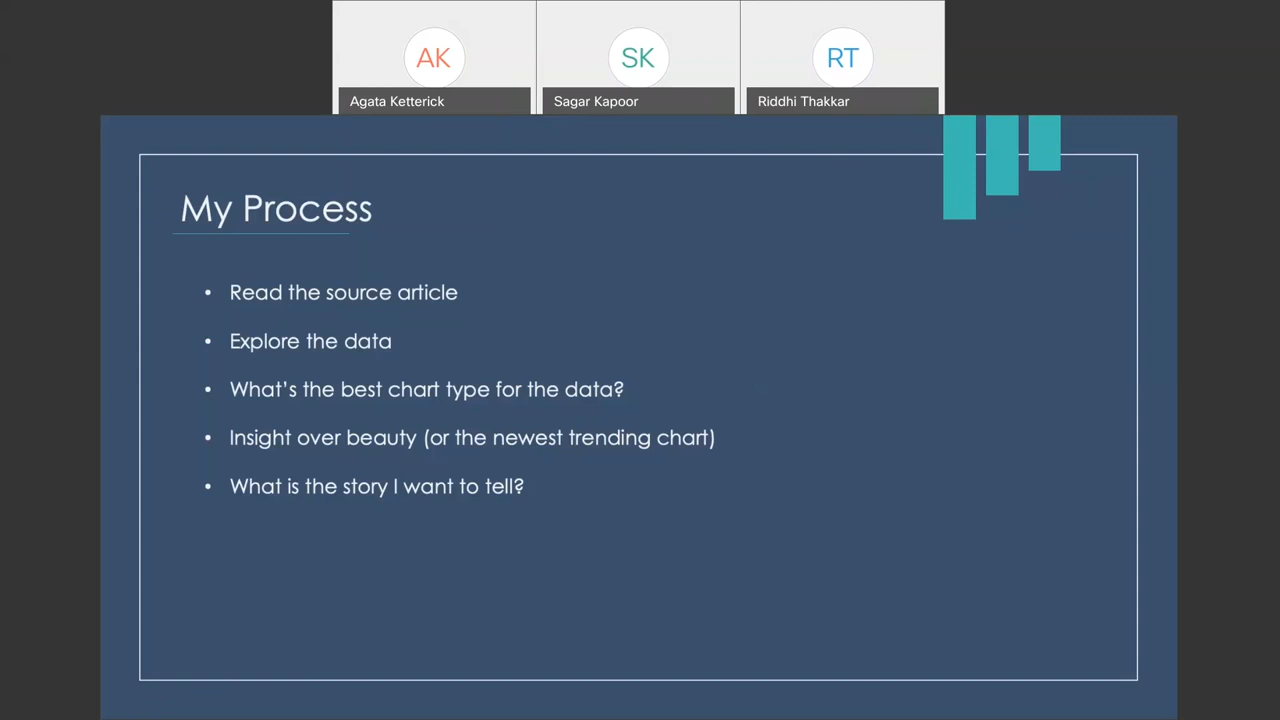 AK
SK
RT
Agata Ketterick
Sagar Kapoor
Riddhi Thakkar
My Process
• Read the source article
• Explore the data
• What's the best chart type for the data?
• Insight over beauty (or the newest trending chart)
• What is the story I want to tell?